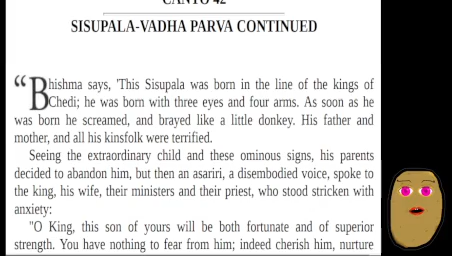 CANTO 42
SISUPALA-VADHA PARVA CONTINUED
“Bhishma says, 'This Sisupala was born in the line of the kings of
Chedi; he was born with three eyes and four arms. As soon as he
was born he screamed, and brayed like a little donkey. His father and
mother, and all his kinsfolk were terrified.
Seeing the extraordinary child and these ominous signs, his parents
decided to abandon him, but then an asariri, a disembodied voice, spoke to
the king, his wife, their ministers and their priest, who stood stricken with
anxiety:
"O King, this son of yours will be both fortunate and of superior
strength. You have nothing to fear from him; indeed cherish him, nurture